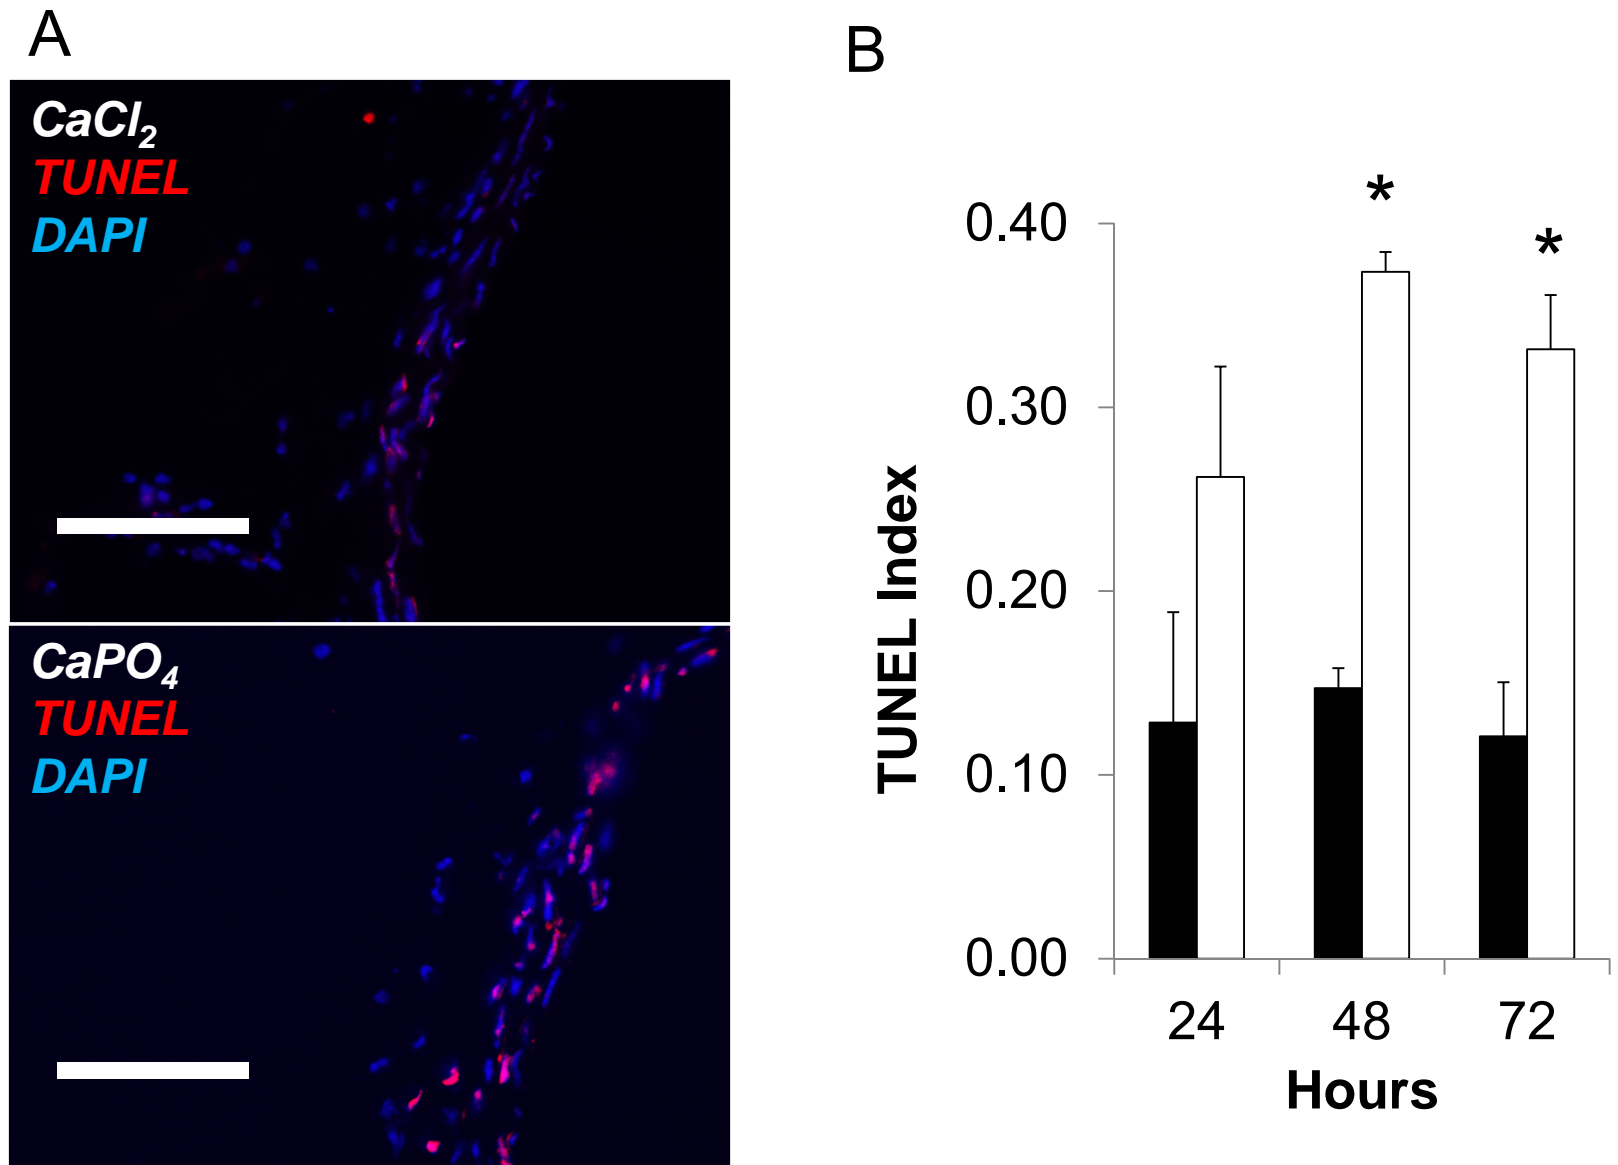 A
CaCl2
TUNEL
DAPI
CaPO4
TUNEL
DAPI
B
*
*
0.40
0.30
0.20
0.10
0.00
TUNEL Index
24 48 72
Hours